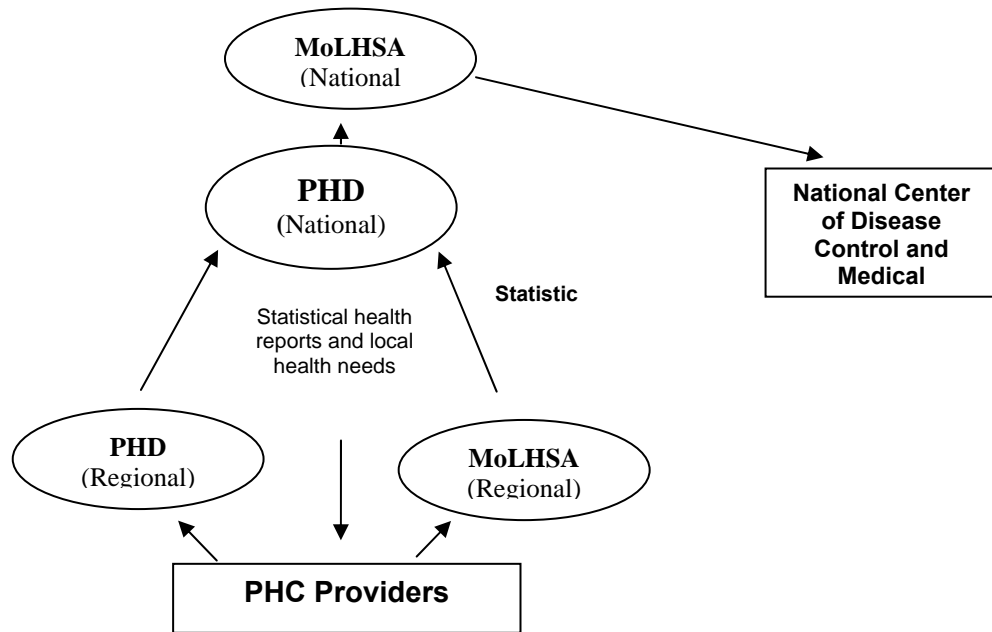 MoLHSA
(National
PHD
(National)
National Center
of Disease
Control and
Medical
Statistic
Statistical health
reports and local
health needs
PHD
(Regional)
MoLHSA
(Regional)
PHC Providers